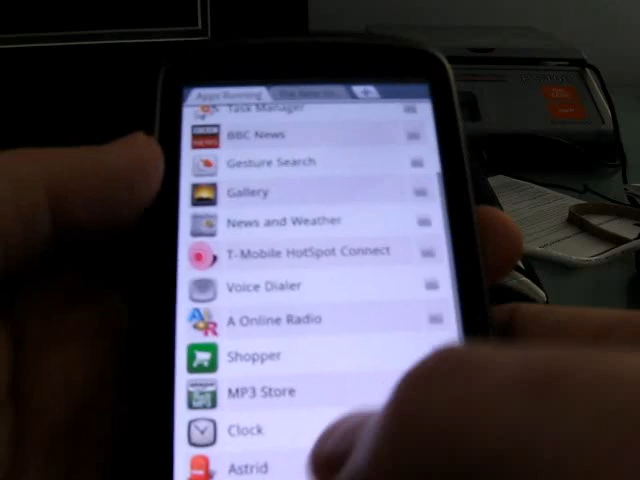 Apps Running
Task Manager
BBC News
Gesture Search
Gallery
News and Weather
T-Mobile HotSpot Connect
Voice Dialer
A Online Radio
Shopper
MP3 Store
Clock
Astrid